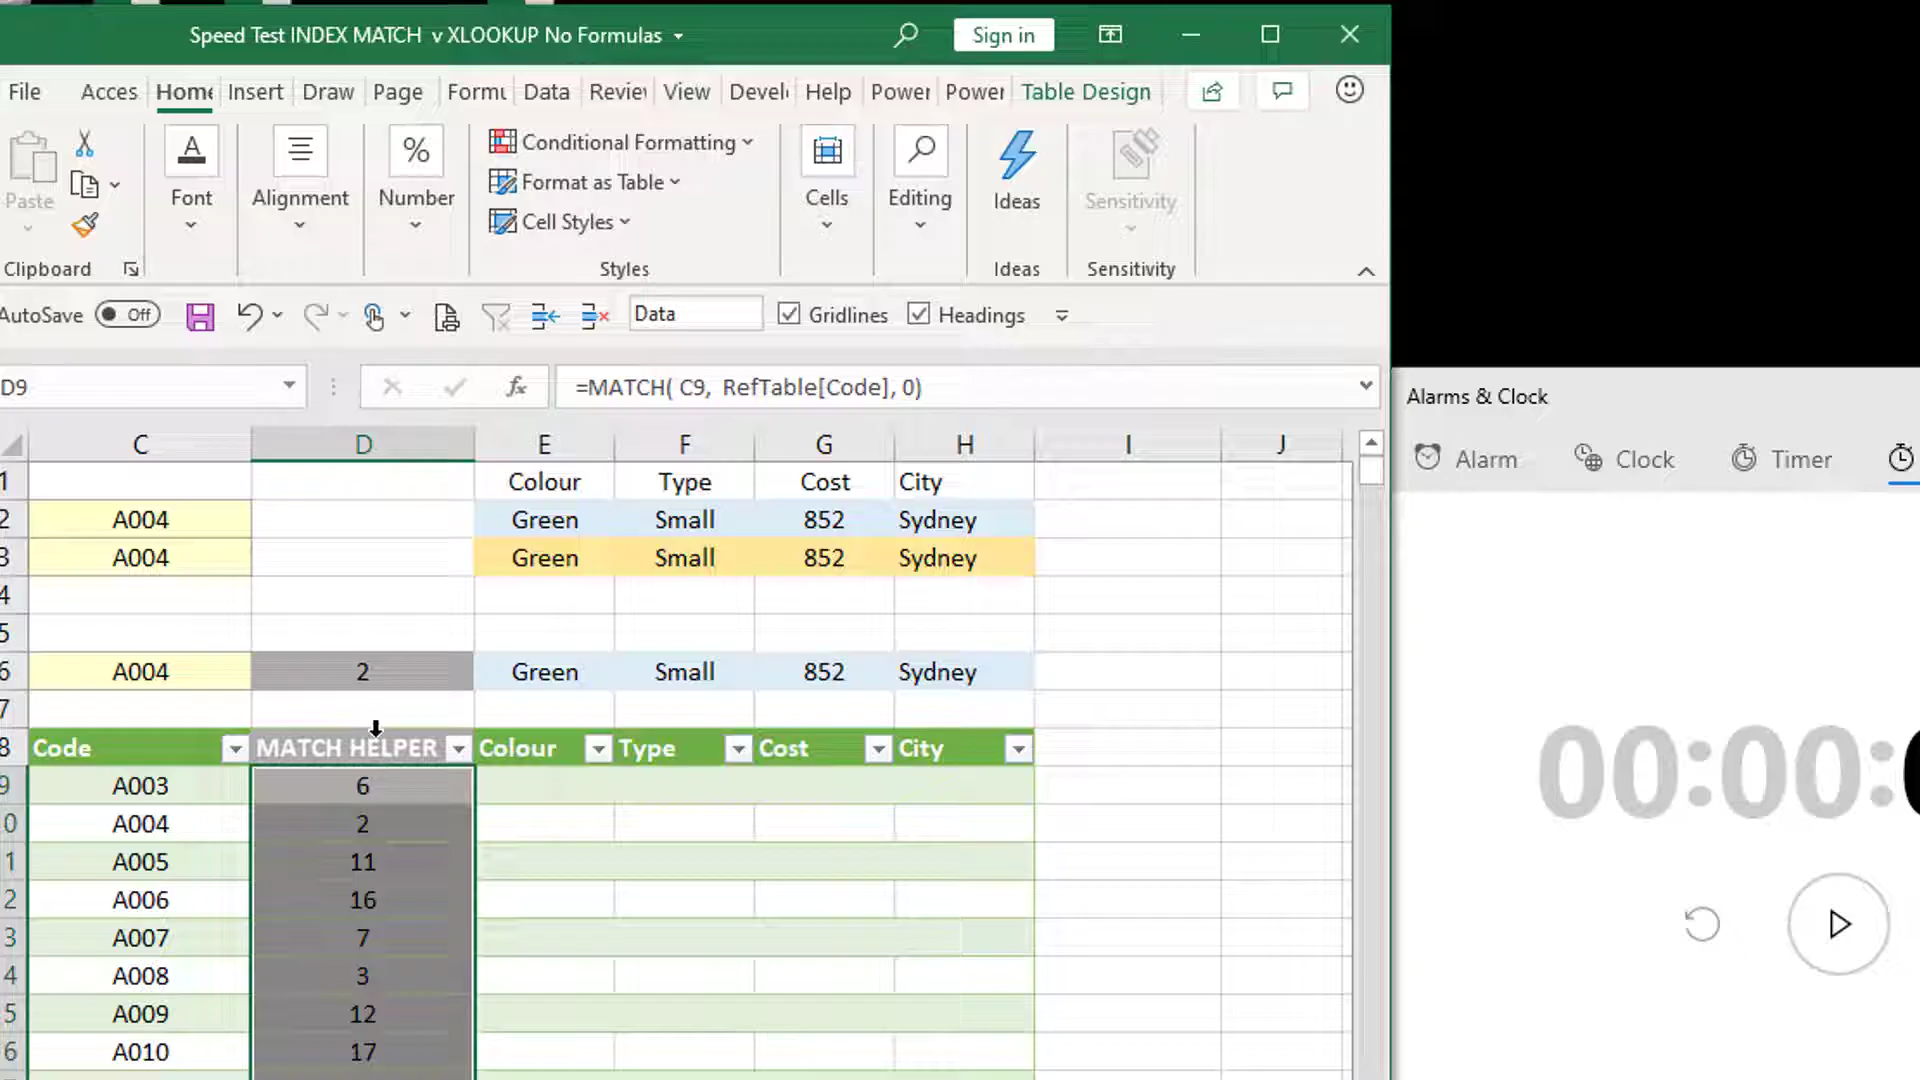 Speed Test INDEX MATCH v XLOOKUP No Formulas
Sign in
File Acces Home Insert Draw Page Formu Data Review View Develo Help Power Power Table Design
Paste
Font
Alignment
%
Number
Conditional Formatting
Format as Table
Cell Styles
Cells
Editing
Ideas
Sensitivity
Clipboard
Styles
Ideas
Sensitivity
AutoSave Off
Data
Gridlines
Headings
D9
fx
=MATCH( C9, RefTable[Code], 0)
C D E F G H I J
1 Colour Type Cost City
2 A004 Green Small 852 Sydney
3 A004 Green Small 852 Sydney
4
5
6 A004 2 Green Small 852 Sydney
7
8 Code MATCH HELPER Colour Type Cost City
9 A003 6
0 A004 2
1 A005 11
2 A006 16
3 A007 7
4 A008 3
5 A009 12
6 A010 17
Alarms & Clock
Alarm Clock Timer
00:00:0